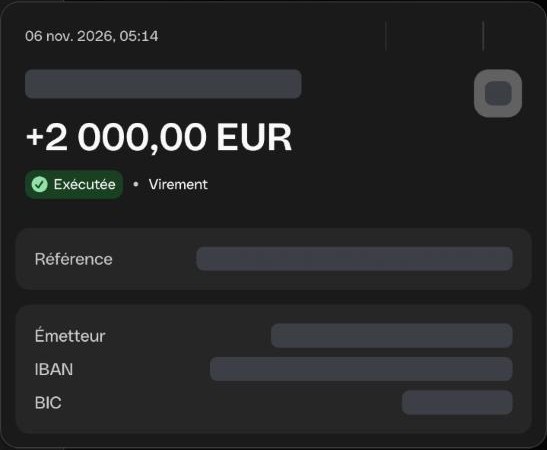 06 nov. 2026, 05:14
+2 000,00 EUR
Exécutée • Virement
Référence
Émetteur
IBAN
BIC